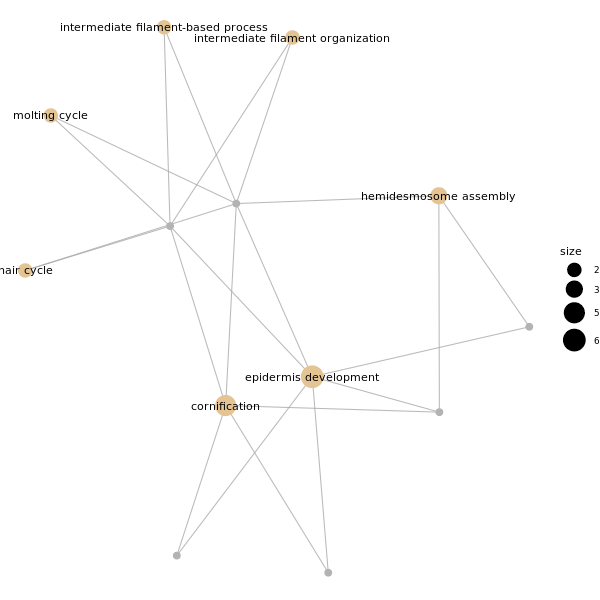 intermediate filament-based process
intermediate filament organization
molting cycle
hemidesmosome assembly
size
hair cycle
2
3
5
6
epidermis development
cornification